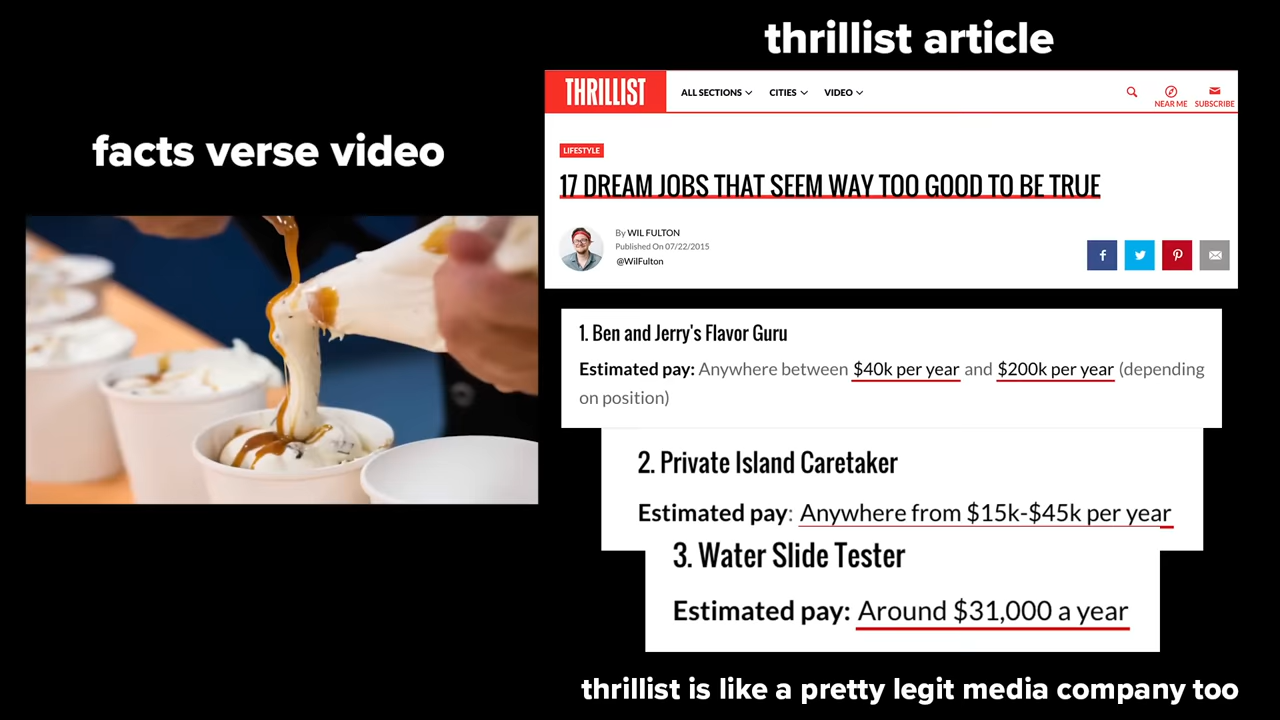 thrillist article
facts verse video
THRILLIST
ALL SECTIONS
CITIES
VIDEO
NEAR ME
SUBSCRIBE
LIFESTYLE
17 DREAM JOBS THAT SEEM WAY TOO GOOD TO BE TRUE
By WIL FULTON
Published On 07/22/2015
@WilFulton
1. Ben and Jerry's Flavor Guru
Estimated pay: Anywhere between $40k per year and $200k per year (depending
on position)
2. Private Island Caretaker
Estimated pay: Anywhere from $15k-$45k per year
3. Water Slide Tester
Estimated pay: Around $31,000 a year
thrillist is like a pretty legit media company too